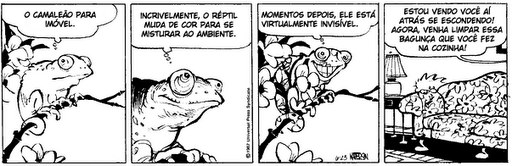 O CAMALEÃO PARA
IMÓVEL.
INCRIVELMENTE, O RÉPTIL
MUDA DE COR PARA SE
MISTURAR AO AMBIENTE.
©1987 Universal Press Syndicate
MOMENTOS DEPOIS, ELE ESTÁ
VIRTUALMENTE INVISÍVEL.
6-23 WATTERSON
ESTOU VENDO VOCÊ AÍ
ATRÁS SE ESCONDENDO!
AGORA, VENHA LIMPAR ESSA
BAGUNÇA QUE VOCÊ FEZ
NA COZINHA!